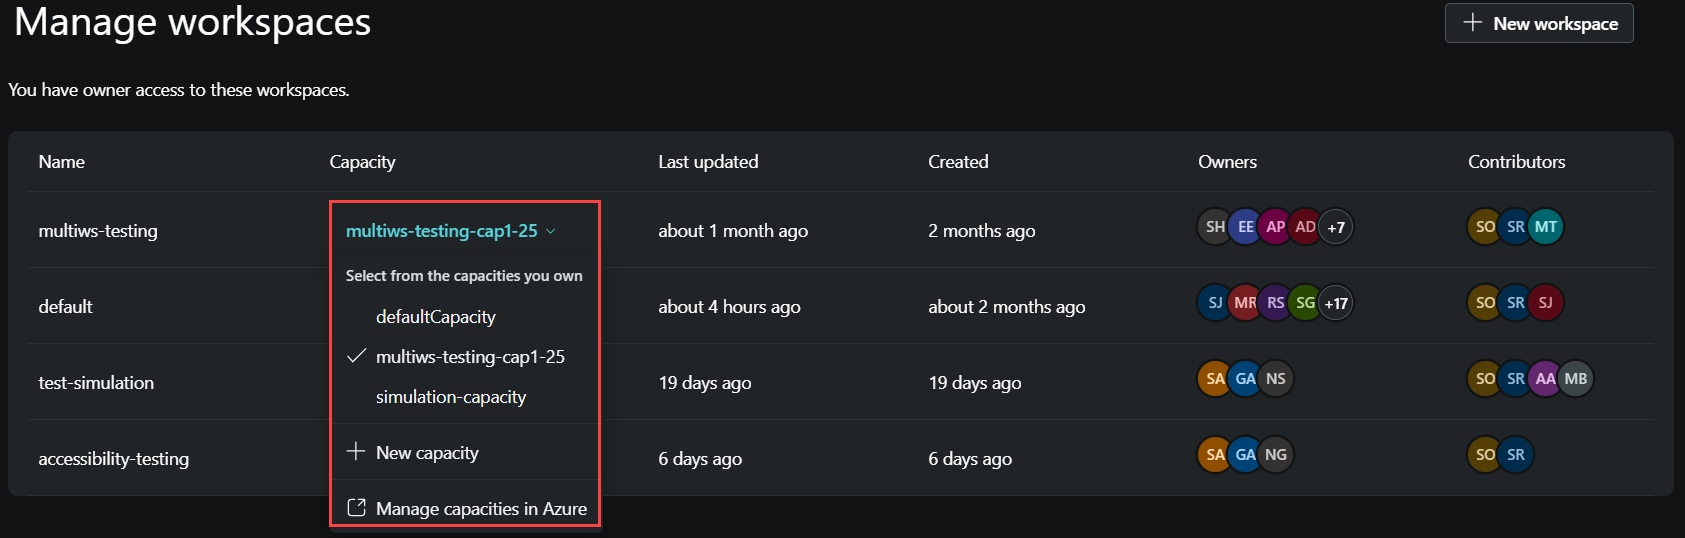 Manage workspaces
New workspace
You have owner access to these workspaces.
Name Capacity Last updated Created Owners Contributors
multiws-testing multiws-testing-cap1-25 about 1 month ago 2 months ago SH EE AP AD +7 SO SR MT
Select from the capacities you own
default defaultCapacity about 4 hours ago about 2 months ago SJ MR RS SG +17 SO SR SJ
multiws-testing-cap1-25
test-simulation simulation-capacity 19 days ago 19 days ago SA GA NS SO SR AA MB
New capacity
accessibility-testing 6 days ago 6 days ago SA GA NG SO SR
Manage capacities in Azure